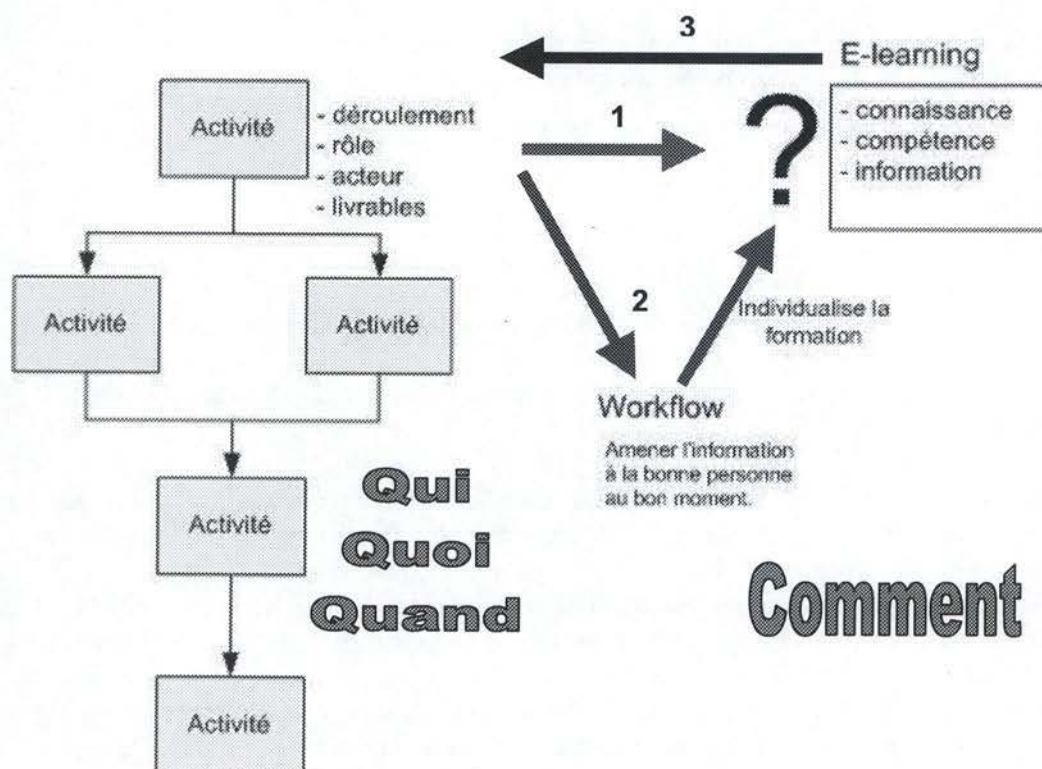 3
E-learning
- connaissance
- compétence
- information
?
1
Activité
- déroulement
- rôle
- acteur
- livrables
Activité
Activité
2
Individualise la
formation
Workflow
Amener l'information
à la bonne personne
au bon moment.
Activité
Qui
Quoi
Quand
Comment
Activité